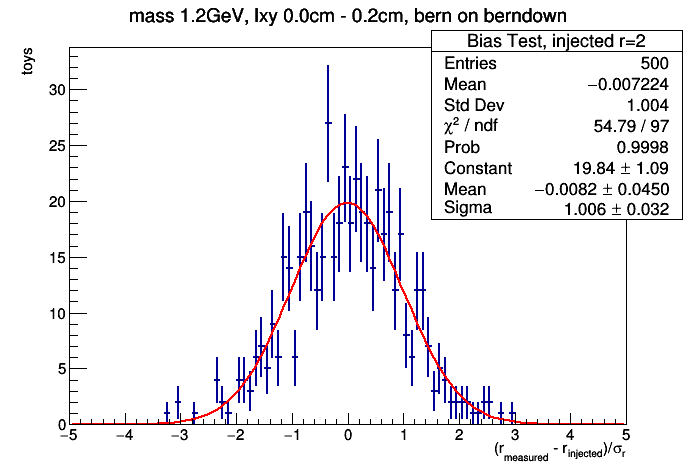 mass 1.2GeV, lxy 0.0cm - 0.2cm, bern on berndown
toys
Bias Test, injected r=2
Entries 500
Mean −0.007224
Std Dev 1.004
χ² / ndf 54.79 / 97
Prob 0.9998
Constant 19.84 ± 1.09
Mean −0.0082 ± 0.0450
Sigma 1.006 ± 0.032
30
25
20
15
10
5
0
−5 −4 −3 −2 −1 0 1 2 3 4 5
(r_measured - r_injected)/σ_r